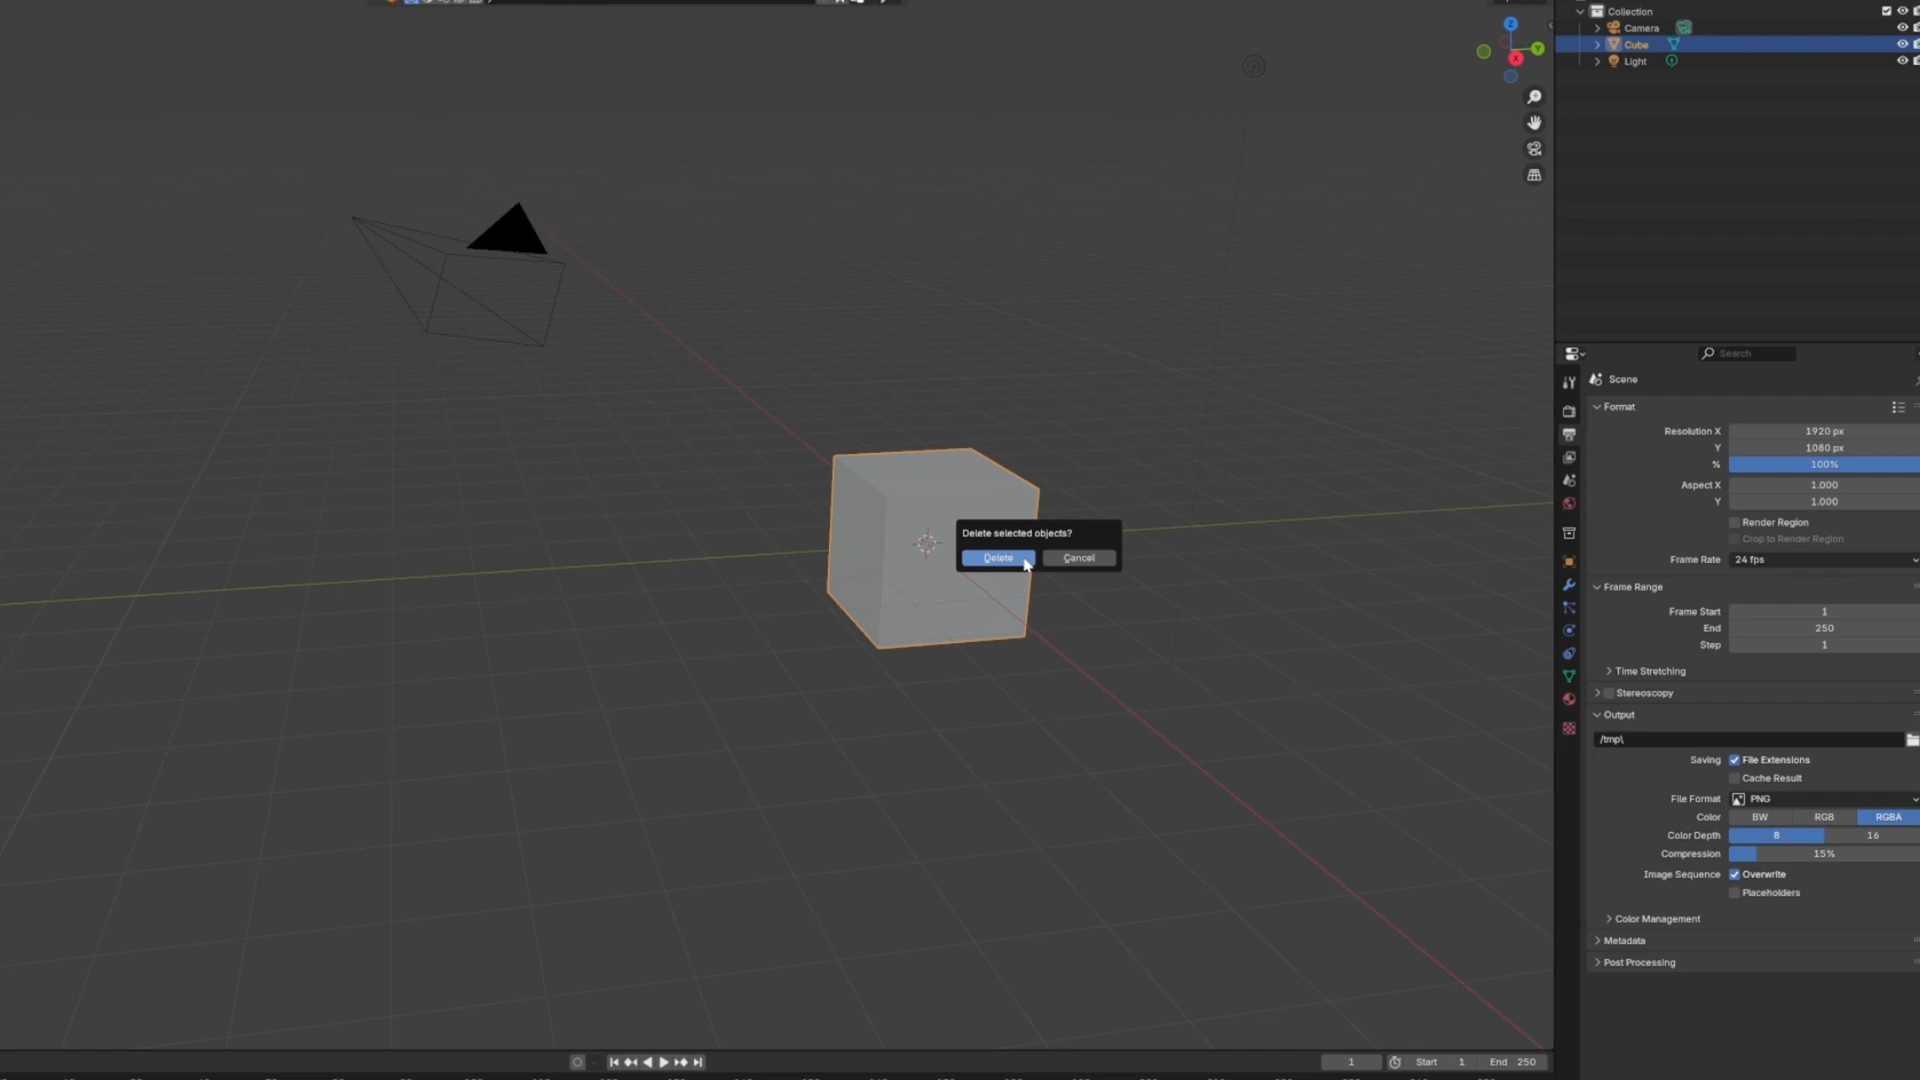 Collection
Camera
Cube
Light
Z
Y
X
Search
Scene
Format
Resolution X 1920 px
Y 1080 px
% 100%
Aspect X 1.000
Y 1.000
Render Region
Crop to Render Region
Frame Rate 24 fps
Frame Range
Frame Start 1
End 250
Step 1
Time Stretching
Stereoscopy
Output
/tmp\
Saving File Extensions
Cache Result
File Format PNG
Color BW RGB RGBA
Color Depth 8 16
Compression 15%
Image Sequence Overwrite
Placeholders
Color Management
Metadata
Post Processing
Delete selected objects?
Delete Cancel
1 Start 1 End 250